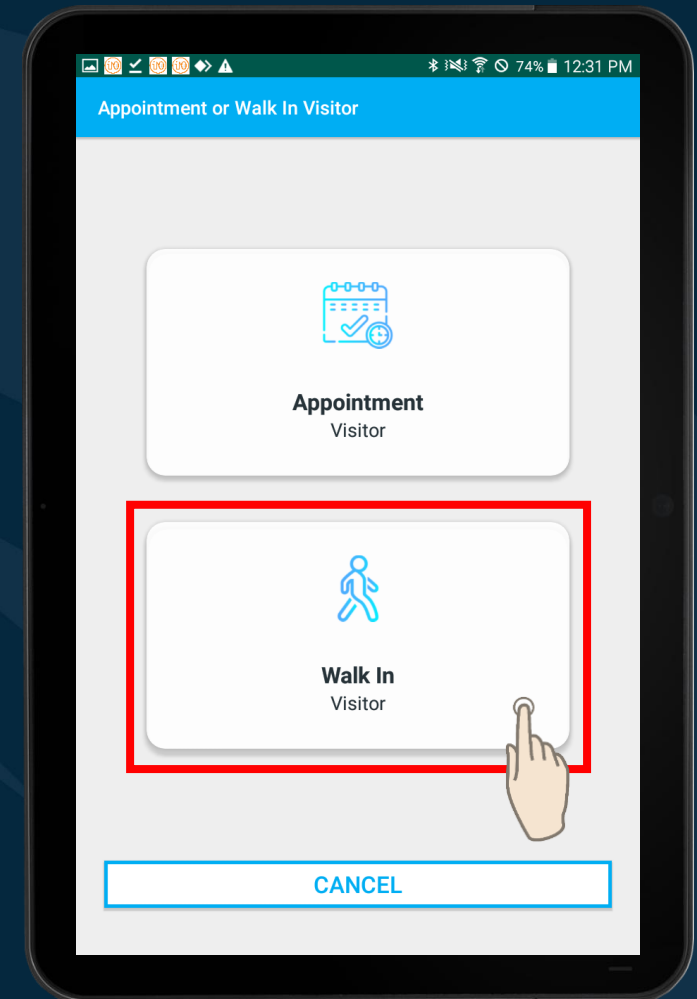 74% 12:31 PM
Appointment or Walk In Visitor
Appointment
Visitor
Walk In
Visitor
CANCEL